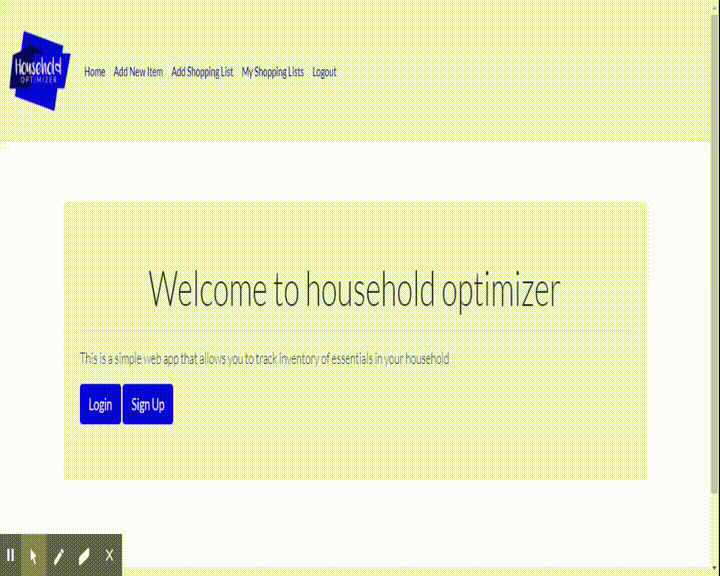 Household
OPTIMIZER
Home Add New Item Add Shopping List My Shopping Lists Logout
Welcome to household optimizer
This is a simple web app that allows you to track inventory of essentials in your household
Login Sign Up